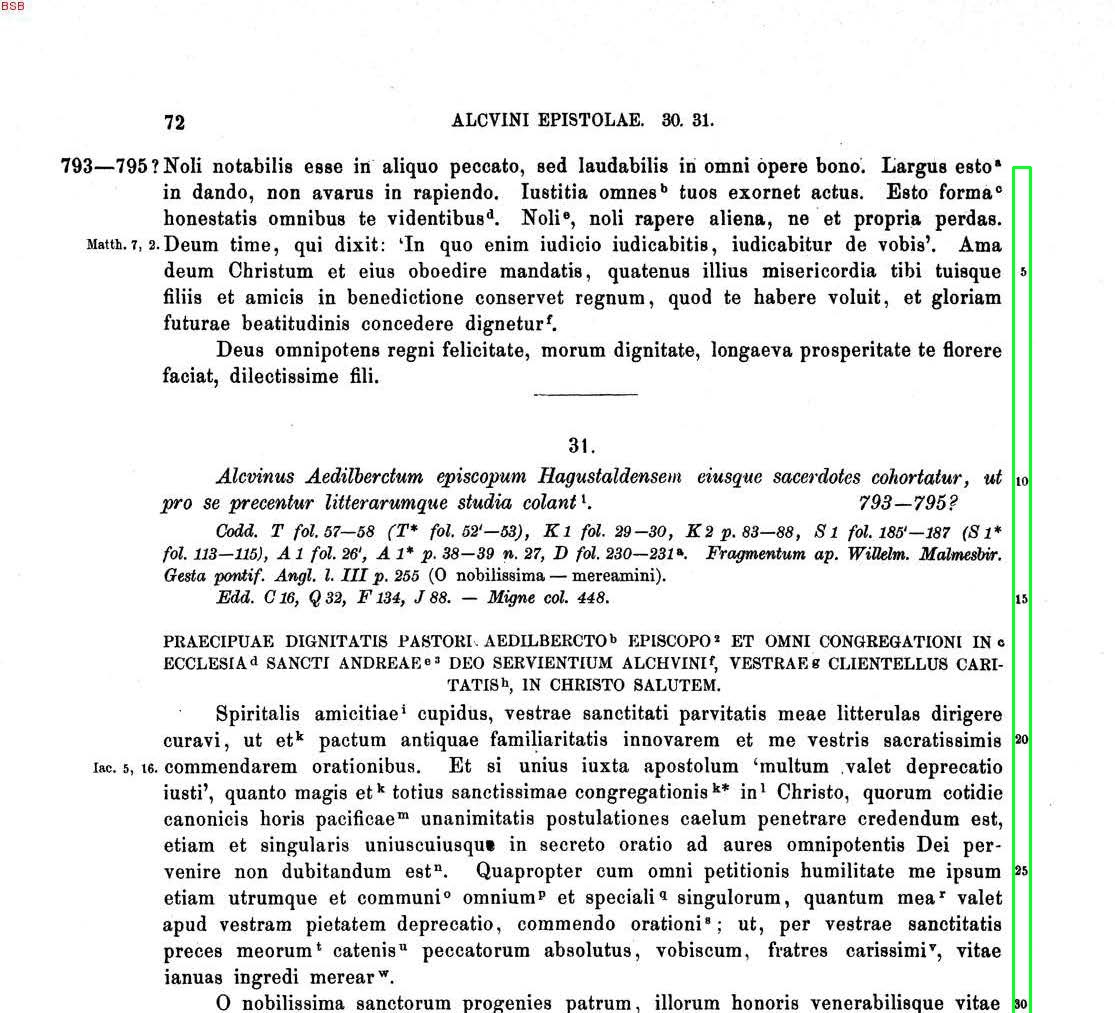 BSB
72 ALCVINI EPISTOLAE. 30. 31.
793—795? Noli notabilis esse in aliquo peccato, sed laudabilis in omni opere bono. Largus esto a
in dando, non avarus in rapiendo. Iustitia omnes b tuos exornet actus. Esto forma c
honestatis omnibus te videntibus d. Noli e, noli rapere aliena, ne et propria perdas.
Matth. 7, 2. Deum time, qui dixit: ‘In quo enim iudicio iudicabitis, iudicabitur de vobis’. Ama
deum Christum et eius oboedire mandatis, quatenus illius misericordia tibi tuisque 5
filiis et amicis in benedictione conservet regnum, quod te habere voluit, et gloriam
futurae beatitudinis concedere dignetur f.
Deus omnipotens regni felicitate, morum dignitate, longaeva prosperitate te florere
faciat, dilectissime fili.
31.
Alcvinus Aedilberctum episcopum Hagustaldensem eiusque sacerdotes cohortatur, ut 10
pro se precentur litterarumque studia colant 1. 793—795?
Codd. T fol. 57—58 (T* fol. 52'—53), K 1 fol. 29—30, K 2 p. 83—88, S 1 fol. 185'—187 (S 1*
fol. 113—115), A 1 fol. 26', A 1* p. 38—39 n. 27, D fol. 230—231 a. Fragmentum ap. Willelm. Malmesbir.
Gesta pontif. Angl. l. III p. 255 (O nobilissima — mereamini).
Edd. C 16, Q 32, F 134, J 88. — Migne col. 448. 15
PRAECIPUAE DIGNITATIS PASTORI AEDILBERCTO b EPISCOPO 2 ET OMNI CONGREGATIONI IN c
ECCLESIA d SANCTI ANDREAE e 3 DEO SERVIENTIUM ALCHVINI f, VESTRAE g CLIENTELLUS CARI-
TATIS h, IN CHRISTO SALUTEM.
Spiritalis amicitiae i cupidus, vestrae sanctitati parvitatis meae litterulas dirigere
curavi, ut et k pactum antiquae familiaritatis innovarem et me vestris sacratissimis 20
Iac. 5, 16. commendarem orationibus. Et si unius iuxta apostolum ‘multum valet deprecatio
iusti’, quanto magis et k totius sanctissimae congregationis k* in l Christo, quorum cotidie
canonicis horis pacificae m unanimitatis postulationes caelum penetrare credendum est,
etiam et singularis uniuscuiusque in secreto oratio ad aures omnipotentis Dei per-
venire non dubitandum est n. Quapropter cum omni petitionis humilitate me ipsum 25
etiam utrumque et communi o omnium p et speciali q singulorum, quantum mea r valet
apud vestram pietatem deprecatio, commendo orationi s; ut, per vestrae sanctitatis
preces meorum t catenis u peccatorum absolutus, vobiscum, fratres carissimi v, vitae
ianuas ingredi merear w.
O nobilissima sanctorum progenies patrum, illorum honoris venerabilisque vitae 30